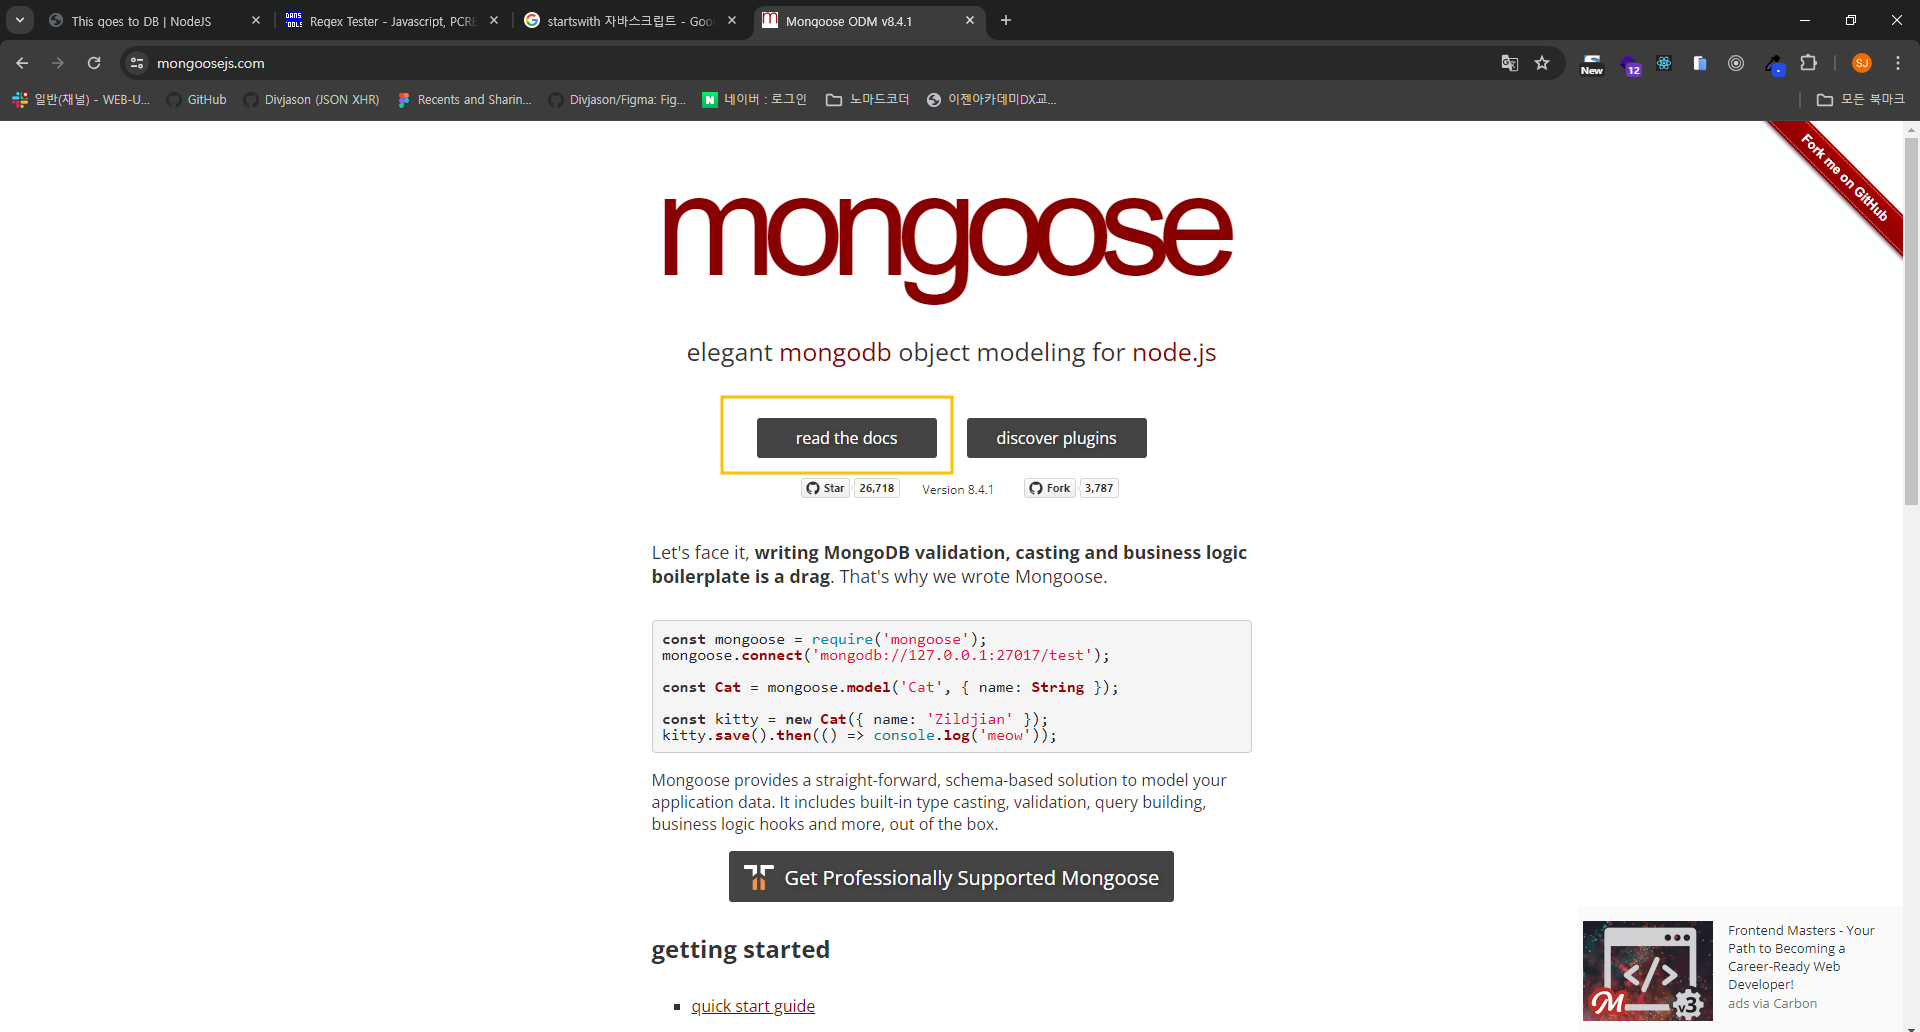 This goes to DB | NodeJS
Regex Tester - Javascript, PCRE
startswith 자바스크립트 - Goo
Mongoose ODM v8.4.1
mongoosejs.com
New
12
SJ
일반(채널) - WEB-U...
GitHub
Divjason (JSON XHR)
Recents and Sharin...
Divjason/Figma: Fig...
N
네이버 : 로그인
노마드코더
이젠아카데미DX교...
모든 북마크
Fork me on GitHub
mongoose
elegant mongodb object modeling for node.js
read the docs
discover plugins
Star
26,718
Version 8.4.1
Fork
3,787
Let's face it, writing MongoDB validation, casting and business logic
boilerplate is a drag. That's why we wrote Mongoose.
const mongoose = require('mongoose');
mongoose.connect('mongodb://127.0.0.1:27017/test');
const Cat = mongoose.model('Cat', { name: String });
const kitty = new Cat({ name: 'Zildjian' });
kitty.save().then(() => console.log('meow'));
Mongoose provides a straight-forward, schema-based solution to model your
application data. It includes built-in type casting, validation, query building,
business logic hooks and more, out of the box.
Get Professionally Supported Mongoose
getting started
quick start guide
</>
M
v3
Frontend Masters - Your
Path to Becoming a
Career-Ready Web
Developer!
ads via Carbon